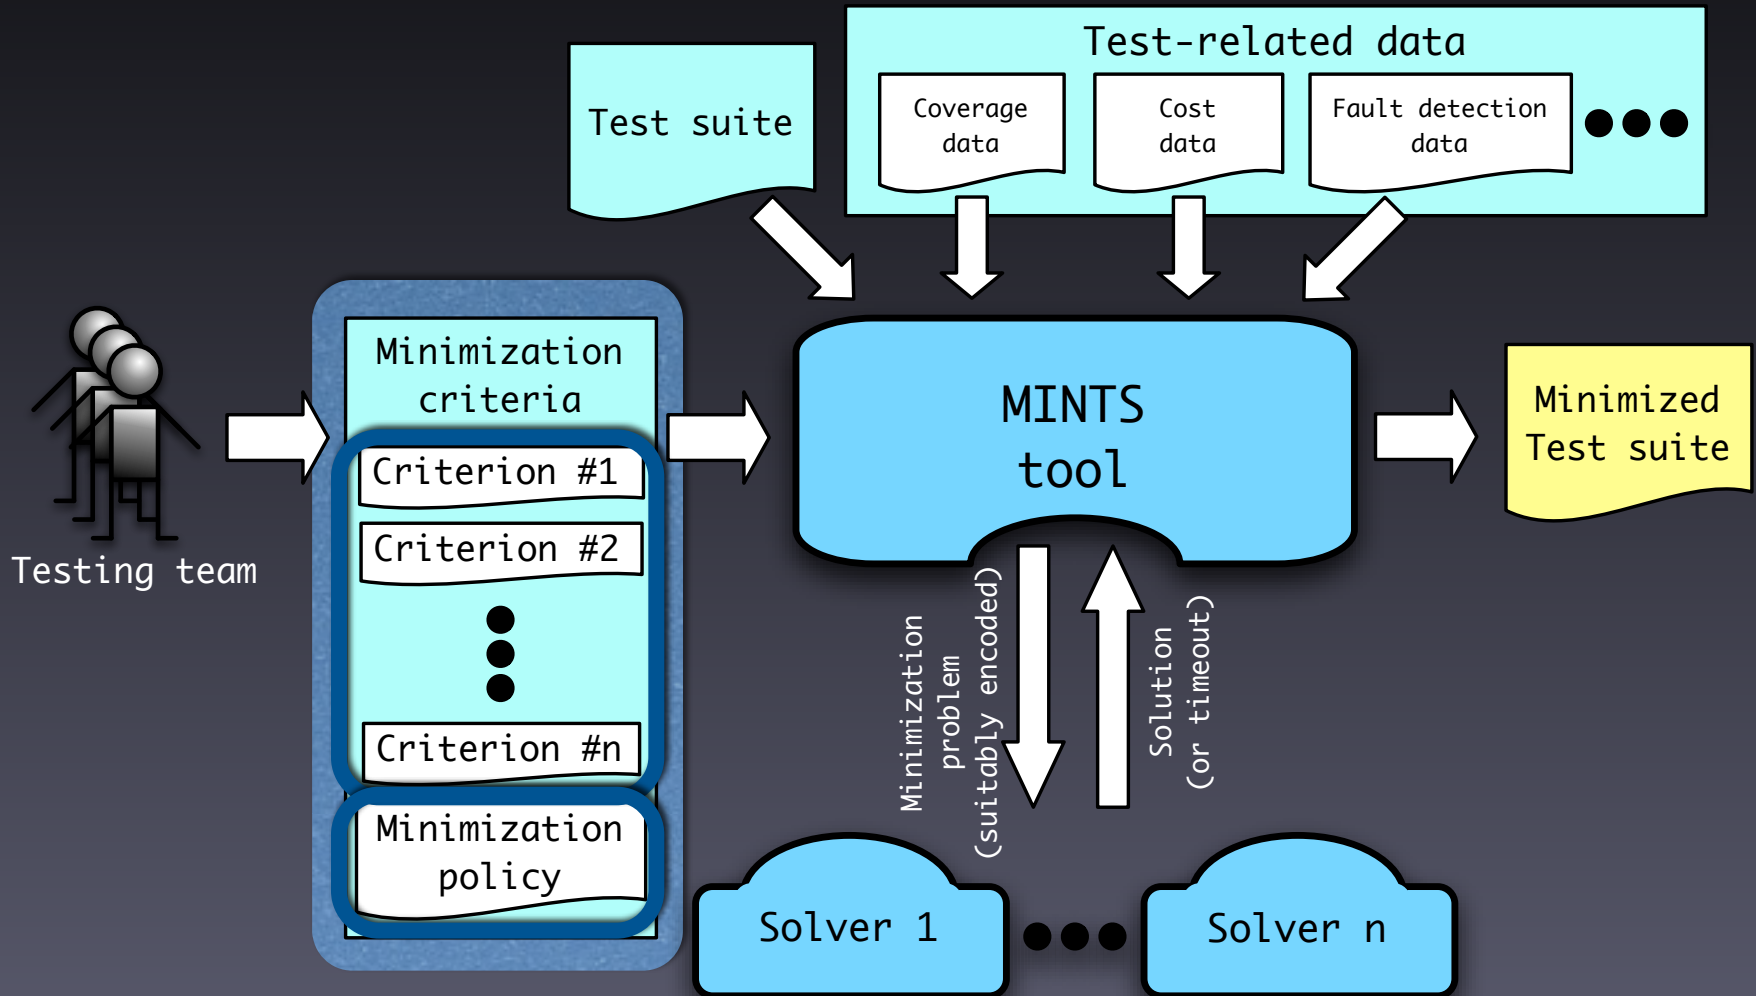 Test-related data
Test suite
Coverage
data
Cost
data
Fault detection
data
Minimization
criteria
Criterion #1
Criterion #2
Criterion #n
Minimization
policy
Testing team
MINTS
tool
Minimized
Test suite
Minimization
problem
(suitably encoded)
Solution
(or timeout)
Solver 1
Solver n